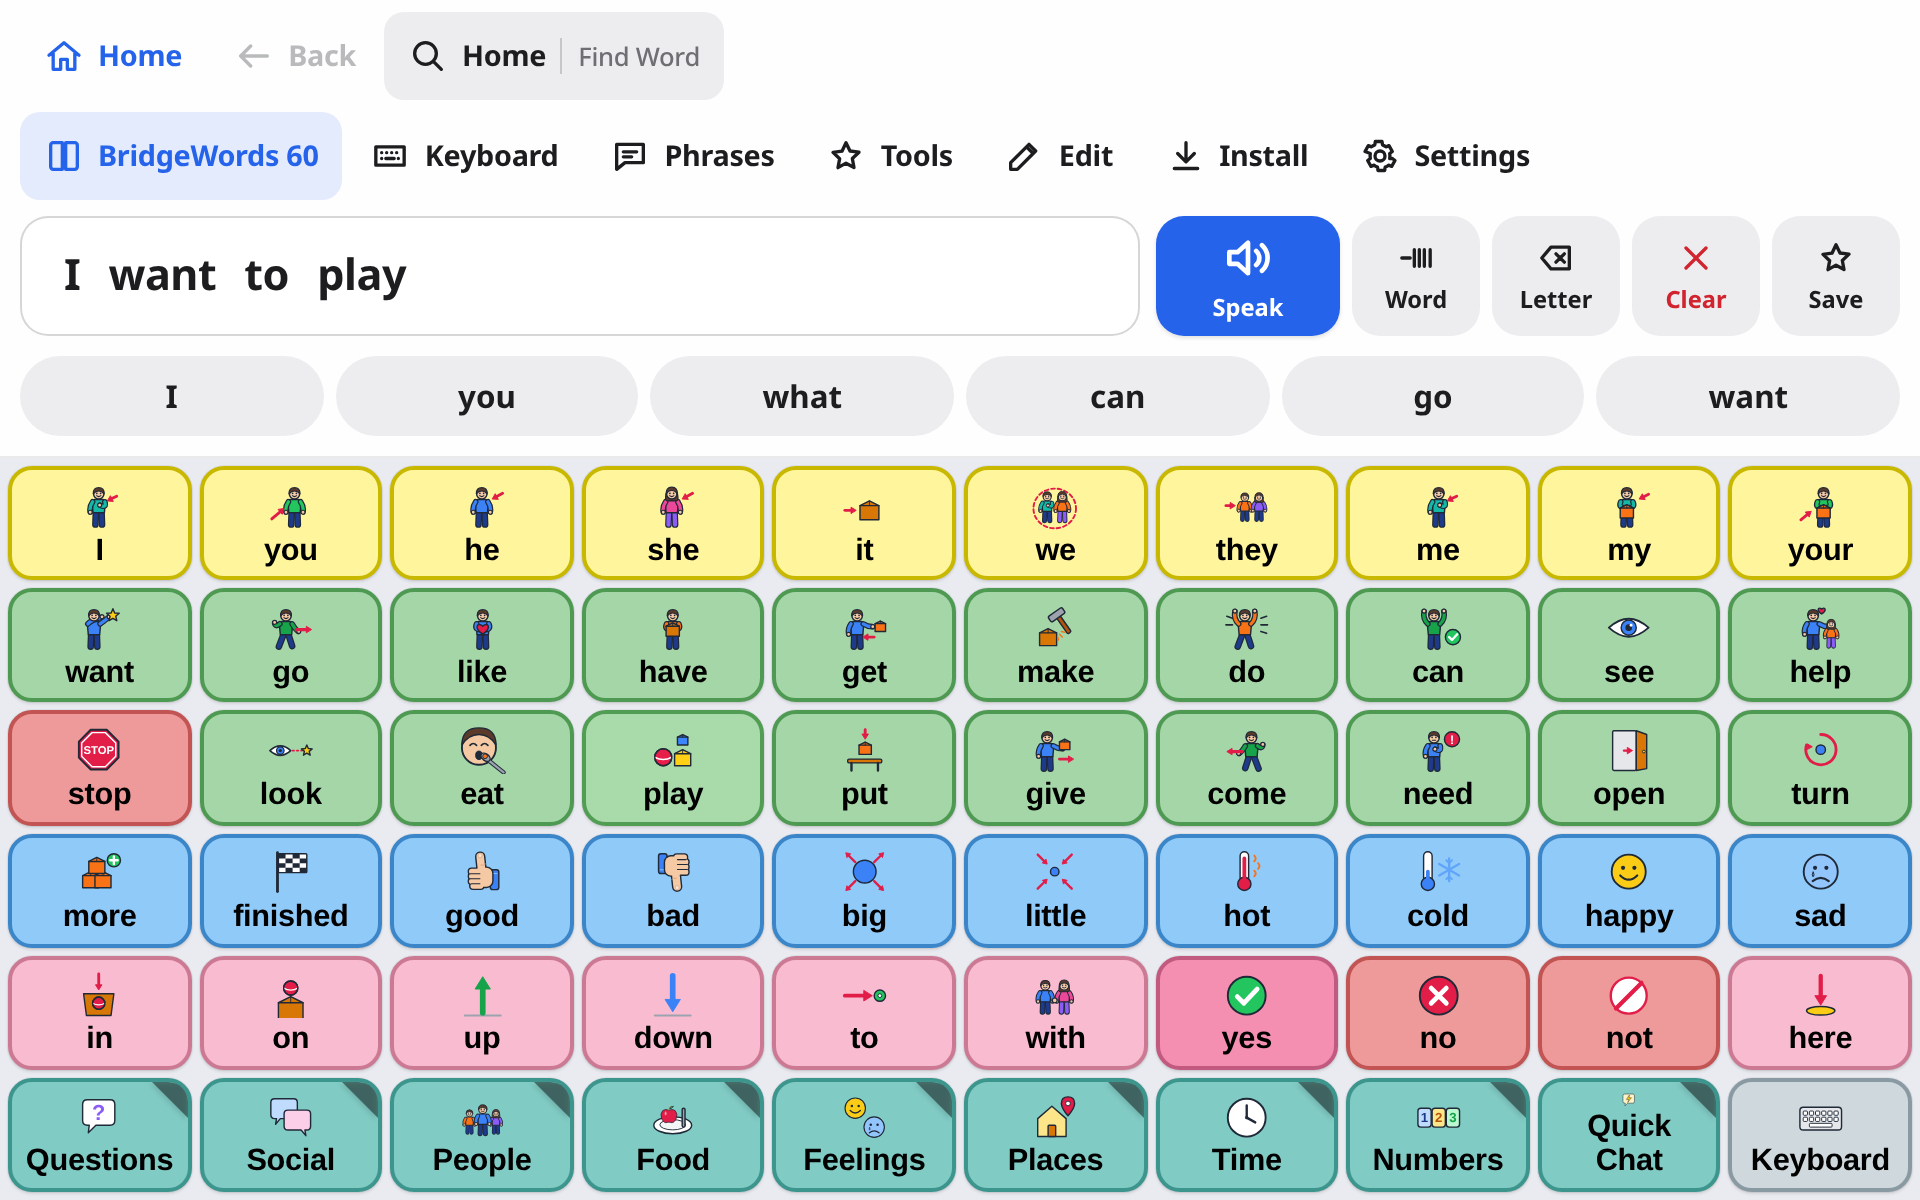 Home Back Home Find Word
BridgeWords 60 Keyboard Phrases Tools Edit Install Settings
I want to play Speak Word Letter Clear Save
I you what can go want
I you he she it we they me my your
want go like have get make do can see help
STOP
stop look eat play put give come need open turn
more finished good bad big little hot cold happy sad
in on up down to with yes no not here
? 1 2 3
Questions Social People Food Feelings Places Time Numbers Quick Chat Keyboard